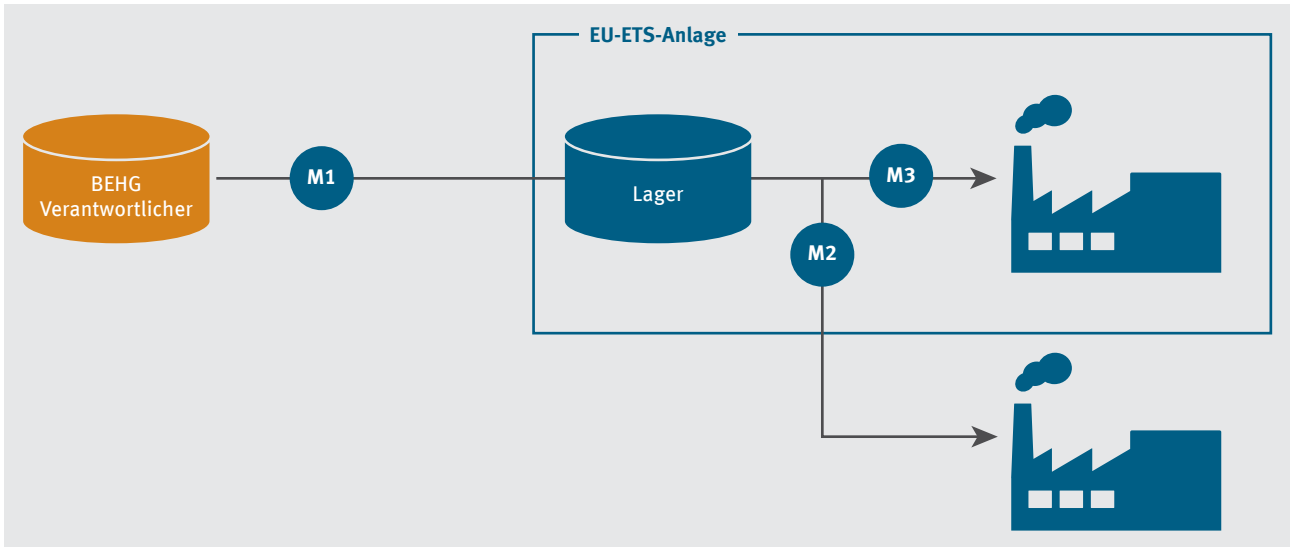 EU-ETS-Anlage
BEHG
Verantwortlicher
M1
Lager
M3
M2